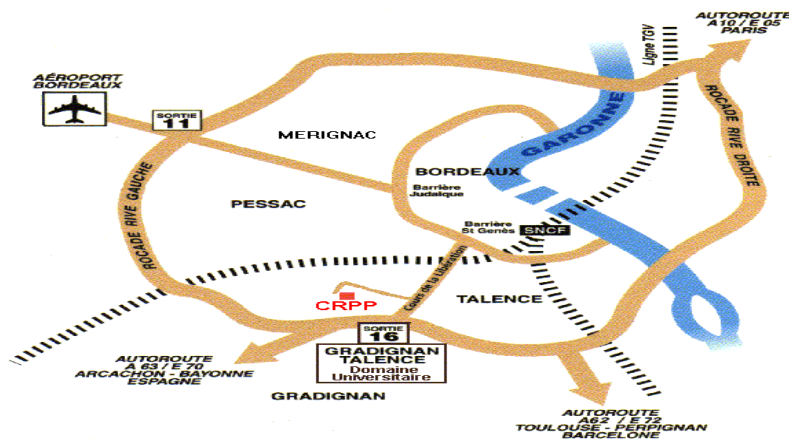 AUTOROUTE
A10 / E 05
PARIS
Ligne TGV
AÉROPORT
BORDEAUX
SORTIE
11
MERIGNAC
GARONNE
ROCADE RIVE DROITE
BORDEAUX
Barrière
Judaïque
ROCADE RIVE GAUCHE
PESSAC
Barrière
St Genès
SNCF
Cours de la Libération
CRPP
TALENCE
SORTIE
16
GRADIGNAN
TALENCE
Domaine
Universitaire
AUTOROUTE
A 63 / E 70
ARCACHON - BAYONNE
ESPAGNE
GRADIGNAN
AUTOROUTE
A62 / E 72
TOULOUSE - PERPIGNAN
BARCELONE